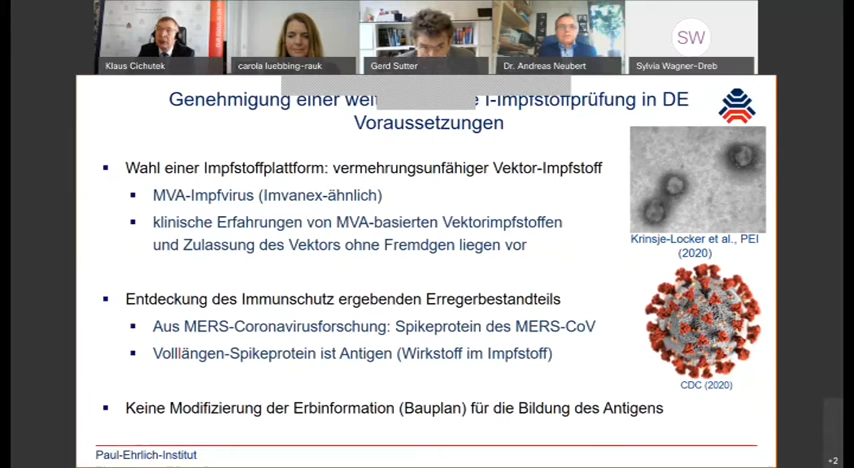 Klaus Cichutek
carola luebbing-rauk
Gerd Sutter
Dr. Andreas Neubert
Sylvia Wagner-Dreb
SW
Genehmigung einer I-Impfstoffprüfung in DE
Voraussetzungen
Wahl einer Impfstoffplattform: vermehrungsunfähiger Vektor-Impfstoff
MVA-Impfvirus (Imvanex-ähnlich)
klinische Erfahrungen von MVA-basierten Vektorimpfstoffen
und Zulassung des Vektors ohne Fremdgen liegen vor
Krinsje-Locker et al., PEI
(2020)
Entdeckung des Immunschutz ergebenden Erregerbestandteils
Aus MERS-Coronavirusforschung: Spikeprotein des MERS-CoV
Volllängen-Spikeprotein ist Antigen (Wirkstoff im Impfstoff)
CDC (2020)
Keine Modifizierung der Erbinformation (Bauplan) für die Bildung des Antigens
Paul-Ehrlich-Institut
+2